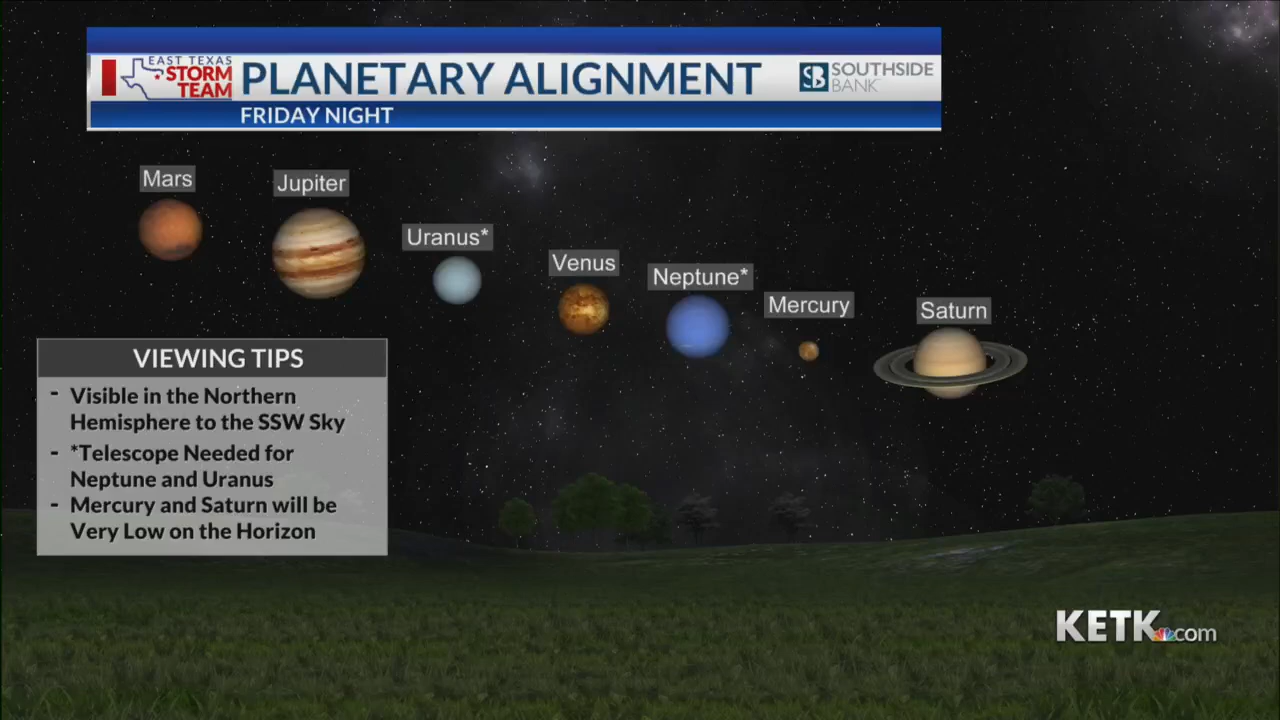 EAST TEXAS
STORM
TEAM
PLANETARY ALIGNMENT
SB
SOUTHSIDE
BANK
FRIDAY NIGHT
Mars
Jupiter
Uranus*
Venus
Neptune*
Mercury
Saturn
VIEWING TIPS
- Visible in the Northern
Hemisphere to the SSW Sky
- *Telescope Needed for
Neptune and Uranus
- Mercury and Saturn will be
Very Low on the Horizon
KETK.com